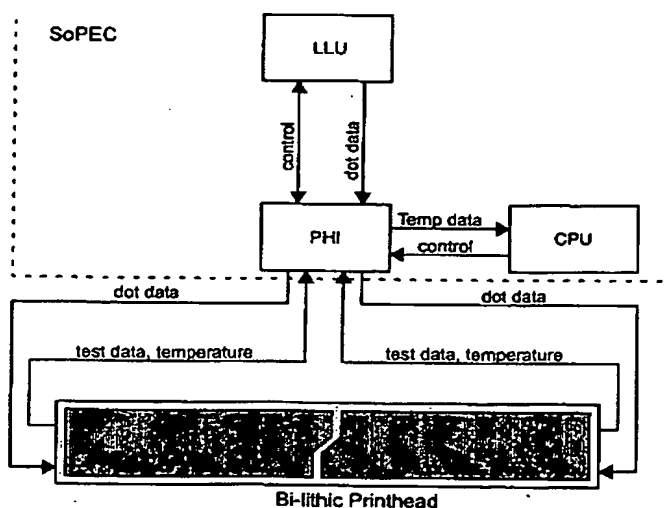 SoPEC
LLU
control
dot data
PHI
Temp data
control
CPU
dot data
dot data
test data, temperature
test data, temperature
Bi-lithic Printhead